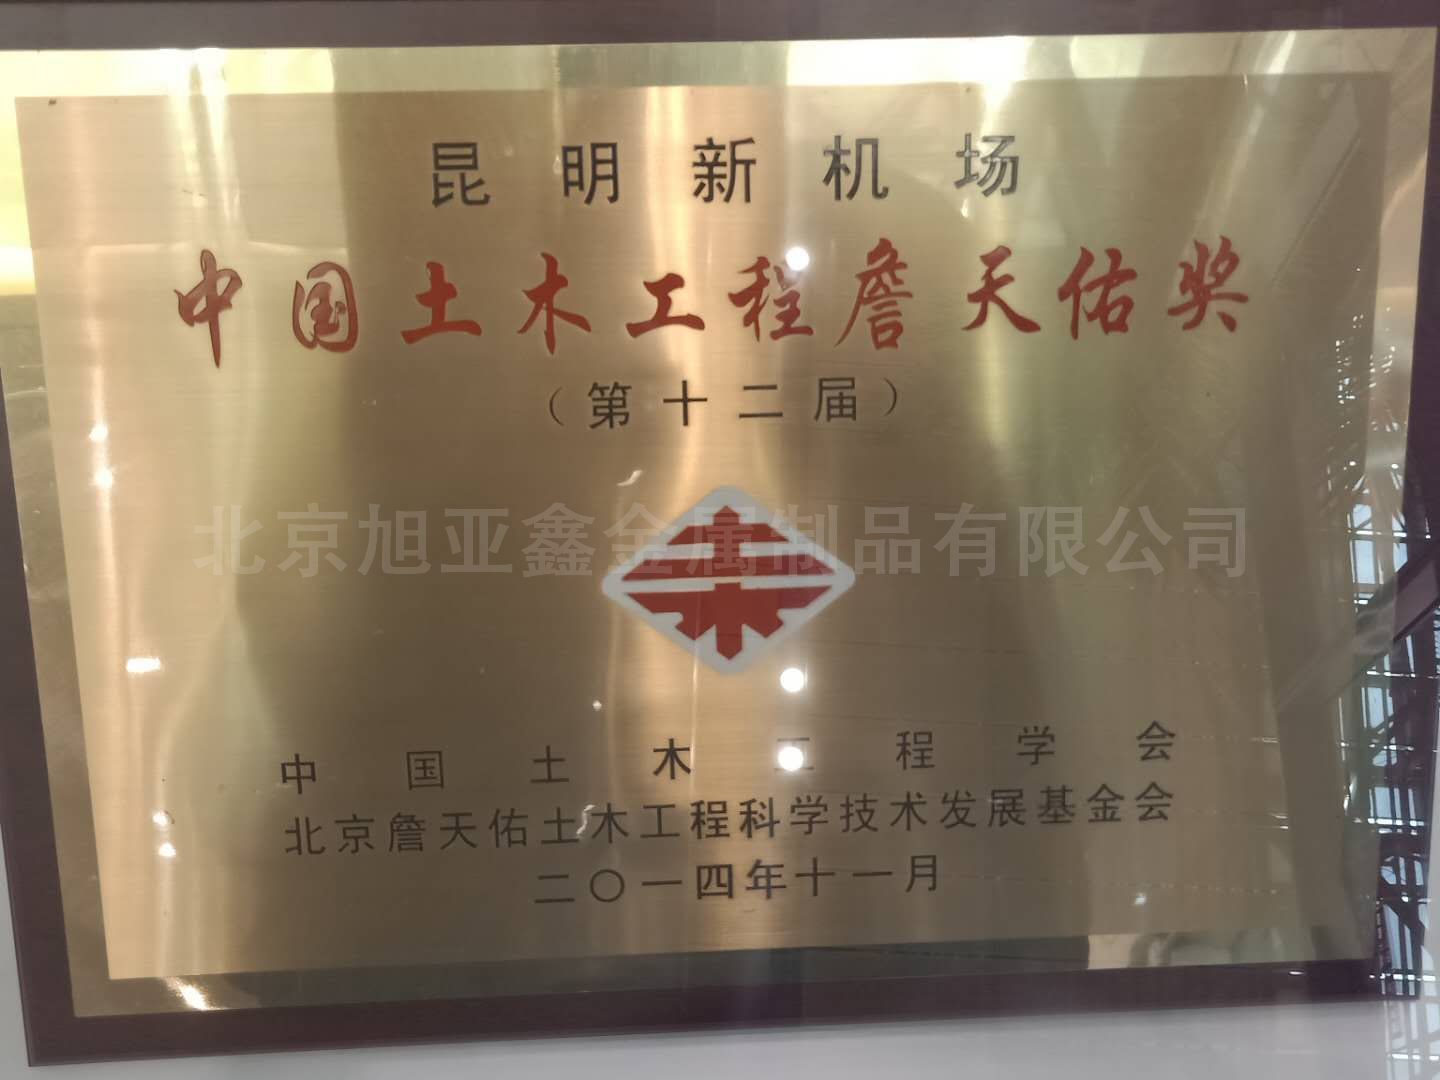 昆明新机场
中国土木工程詹天佑奖
（第十二届）
北京旭亚鑫金属制品有限公司
中国土木工程学会
北京詹天佑土木工程科学技术发展基金会
二〇一四年十一月